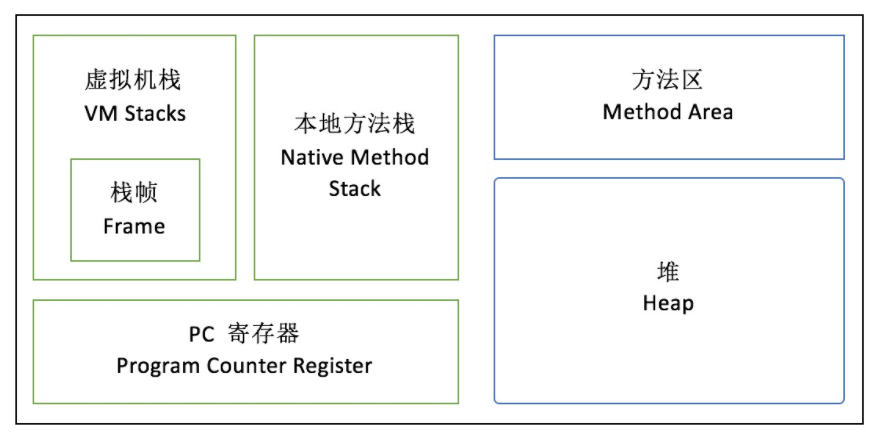 虚拟机栈
VM Stacks
栈帧
Frame
本地方法栈
Native Method
Stack
PC 寄存器
Program Counter Register
方法区
Method Area
堆
Heap